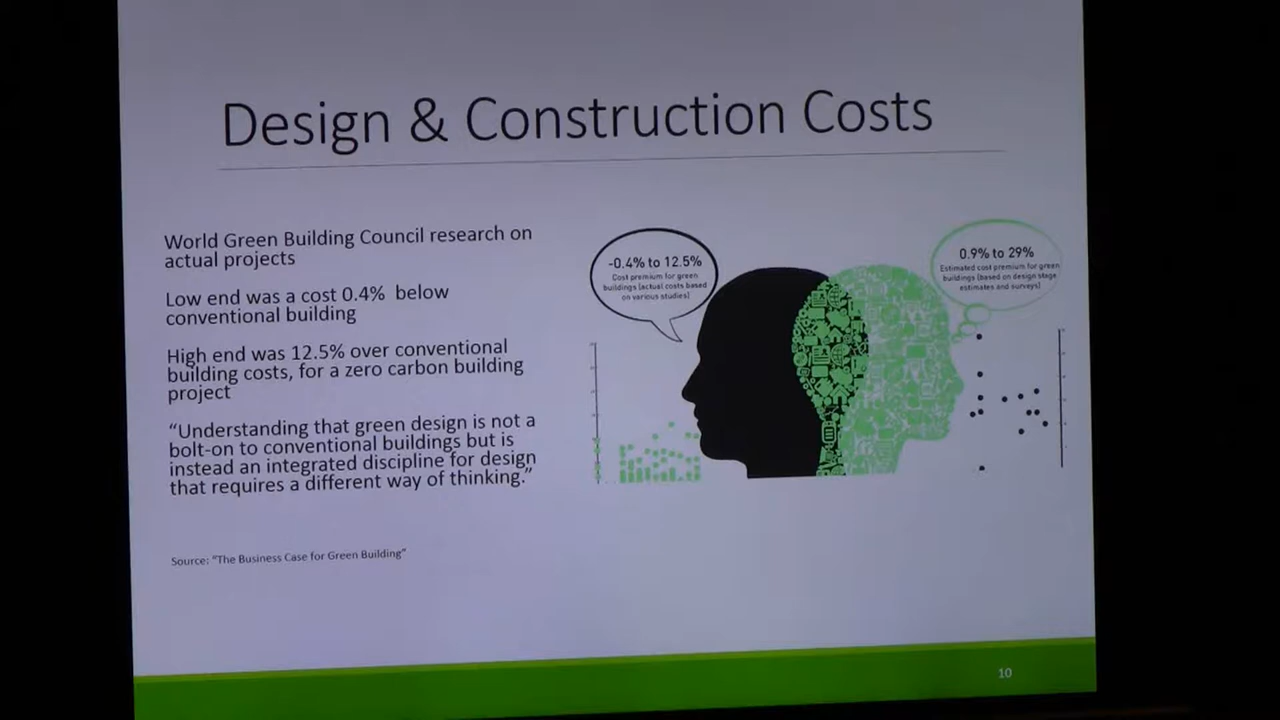 Design & Construction Costs
World Green Building Council research on
actual projects
Low end was a cost 0.4% below
conventional building
High end was 12.5% over conventional
building costs, for a zero carbon building
project
“Understanding that green design is not a
bolt-on to conventional buildings but is
instead an integrated discipline for design
that requires a different way of thinking.”
Source: “The Business Case for Green Building”
-0.4% to 12.5%
Cost premium for green
buildings (actual costs based
on various studies)
0.9% to 29%
Estimated cost premium for green
buildings (based on design stage
estimates and surveys)
10